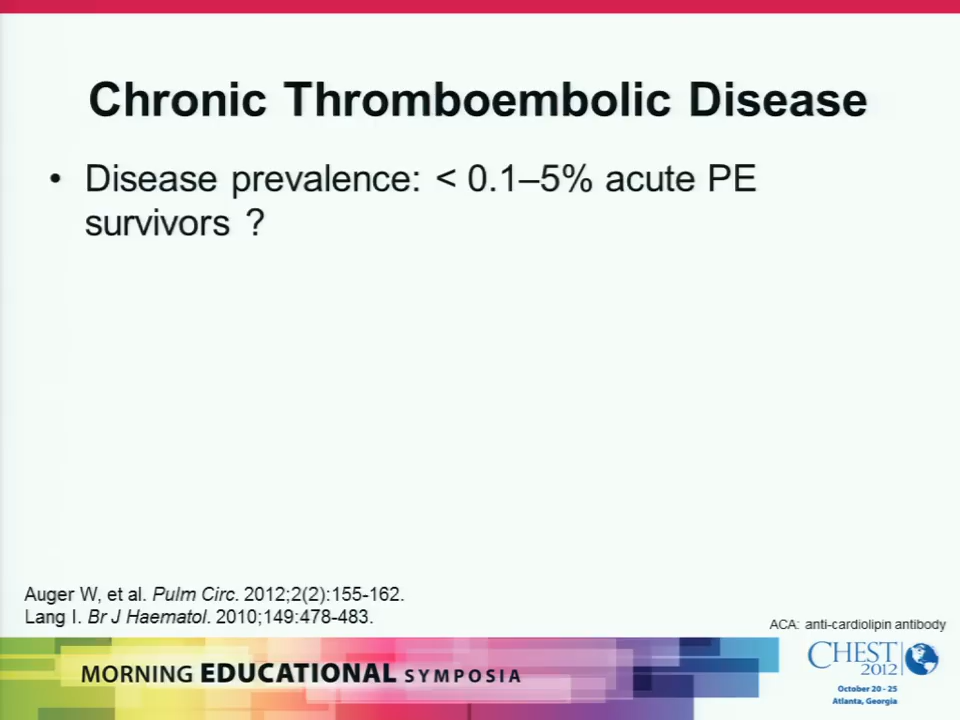 Chronic Thromboembolic Disease
• Disease prevalence: < 0.1–5% acute PE
survivors ?
Auger W, et al. Pulm Circ. 2012;2(2):155-162.
Lang I. Br J Haematol. 2010;149:478-483.
ACA: anti-cardiolipin antibody
MORNING EDUCATIONAL SYMPOSIA
CHEST
2012
October 20 - 25
Atlanta, Georgia